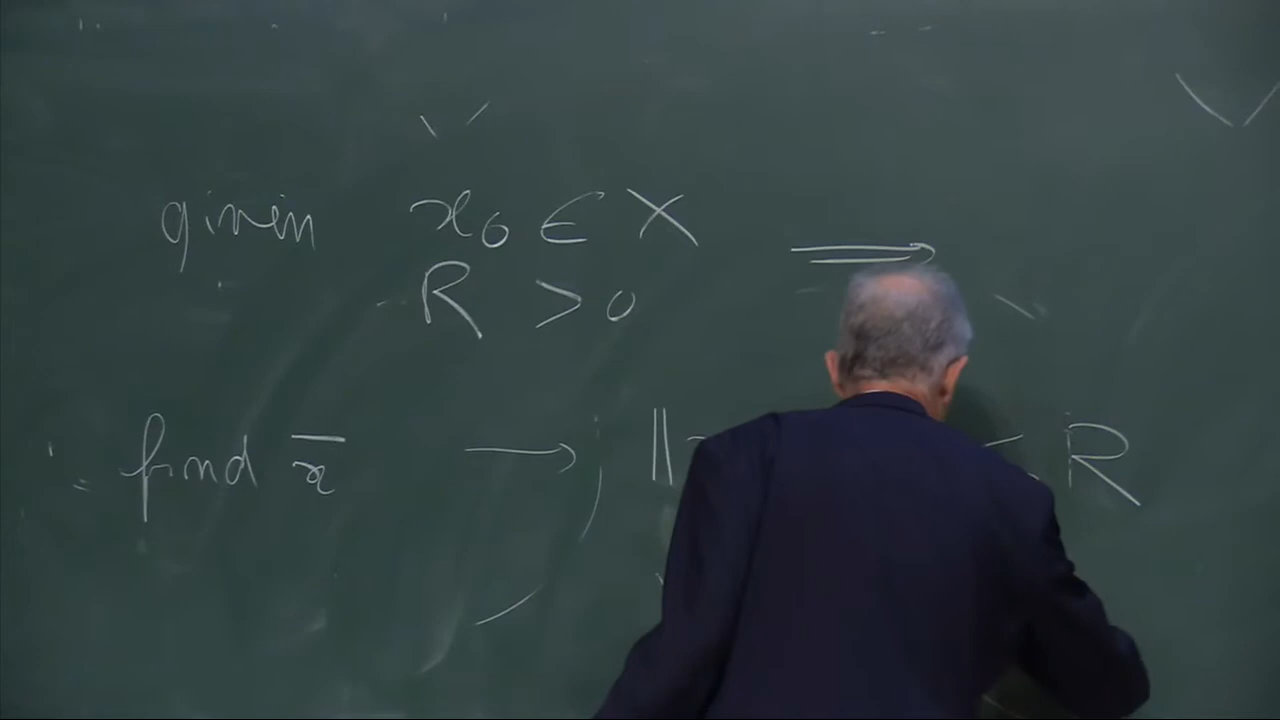 given x₀ ∈ X ⟹
R > 0
find x̄ → ; ‖ R